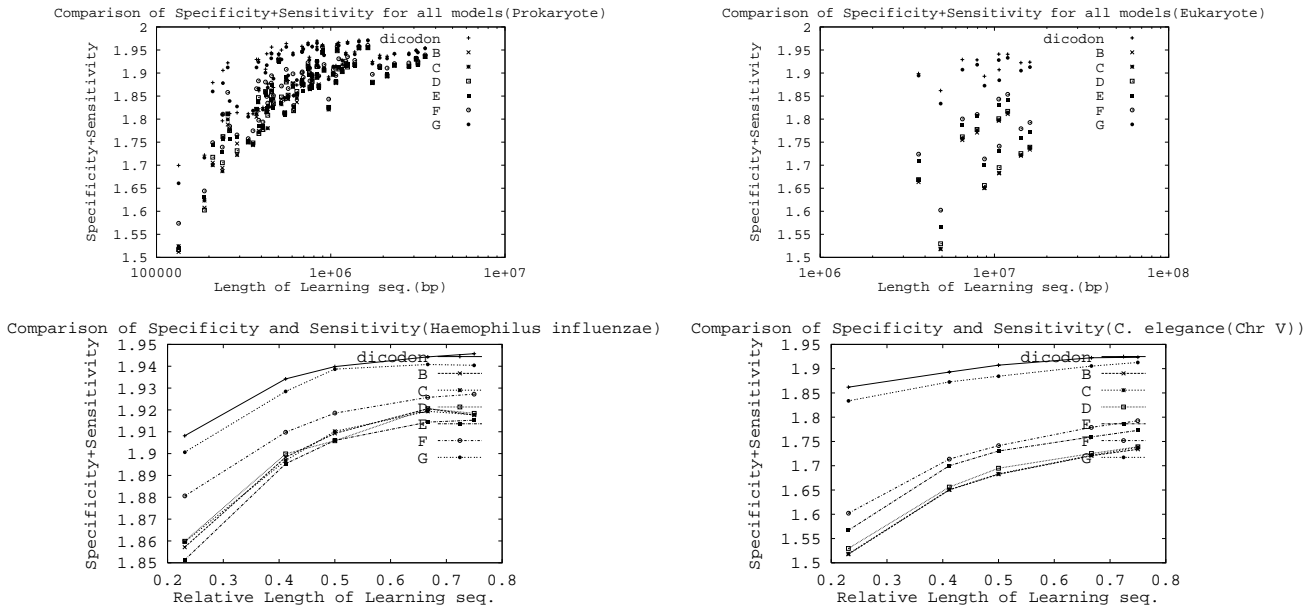 Comparison of Specificity+Sensitivity for all models(Prokaryote)
Specificity+Sensitivity
2
1.95
1.9
1.85
1.8
1.75
1.7
1.65
1.6
1.55
1.5
dicodon
B
C
D
E
F
G
100000
1e+06
1e+07
Length of Learning seq.(bp)
Comparison of Specificity+Sensitivity for all models(Eukaryote)
Specificity+Sensitivity
2
1.95
1.9
1.85
1.8
1.75
1.7
1.65
1.6
1.55
1.5
dicodon
B
C
D
E
F
G
1e+06
1e+07
1e+08
Length of Learning seq.(bp)
Comparison of Specificity and Sensitivity(Haemophilus influenzae)
Specificity+Sensitivity
1.95
1.94
1.93
1.92
1.91
1.9
1.89
1.88
1.87
1.86
1.85
dicodon
B
C
D
E
F
G
0.2
0.3
0.4
0.5
0.6
0.7
0.8
Relative Length of Learning seq.
Comparison of Specificity and Sensitivity(C. elegance(Chr V))
Specificity+Sensitivity
1.95
1.9
1.85
1.8
1.75
1.7
1.65
1.6
1.55
1.5
dicodon
B
C
D
E
F
G
0.2
0.3
0.4
0.5
0.6
0.7
0.8
Relative Length of Learning seq.